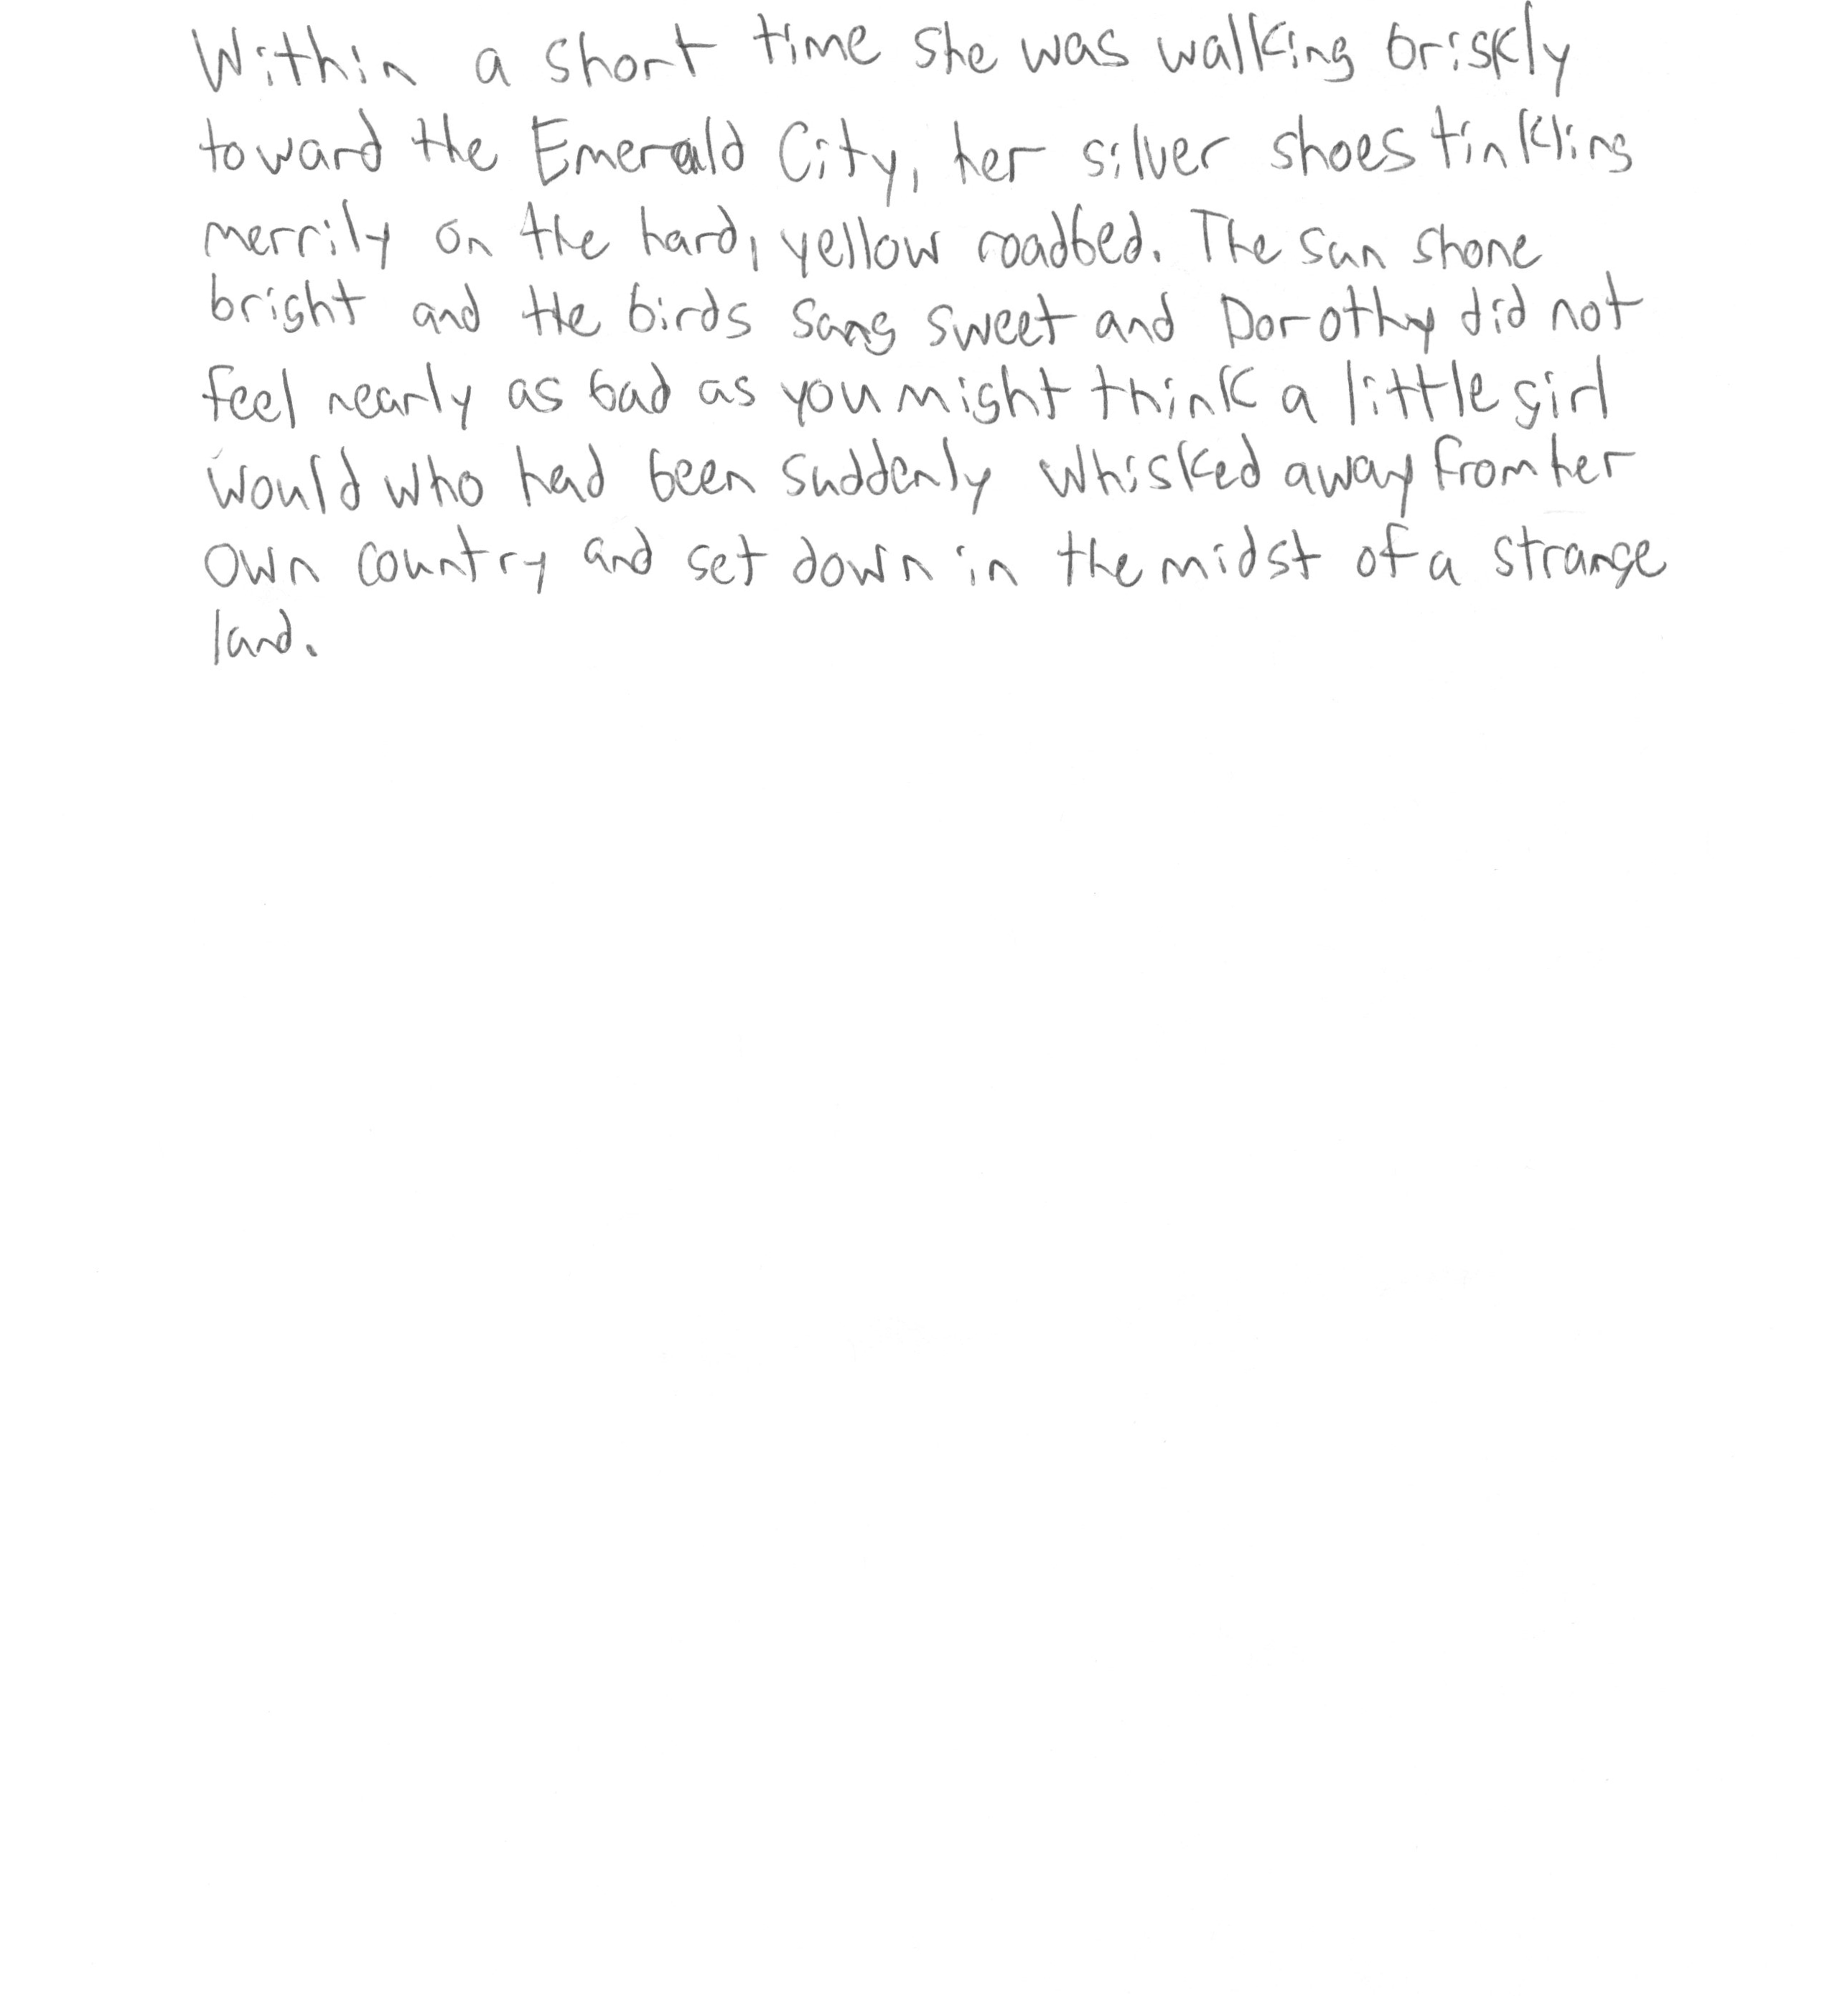 Within a short time she was walking briskly
toward the Emerald City, her silver shoes tinkling
merrily on the hard, yellow roadbed. The sun shone
bright and the birds sang sweet and Dorothy did not
feel nearly as bad as you might think a little girl
would who had been suddenly whisked away from her
own country and set down in the midst of a strange
land.